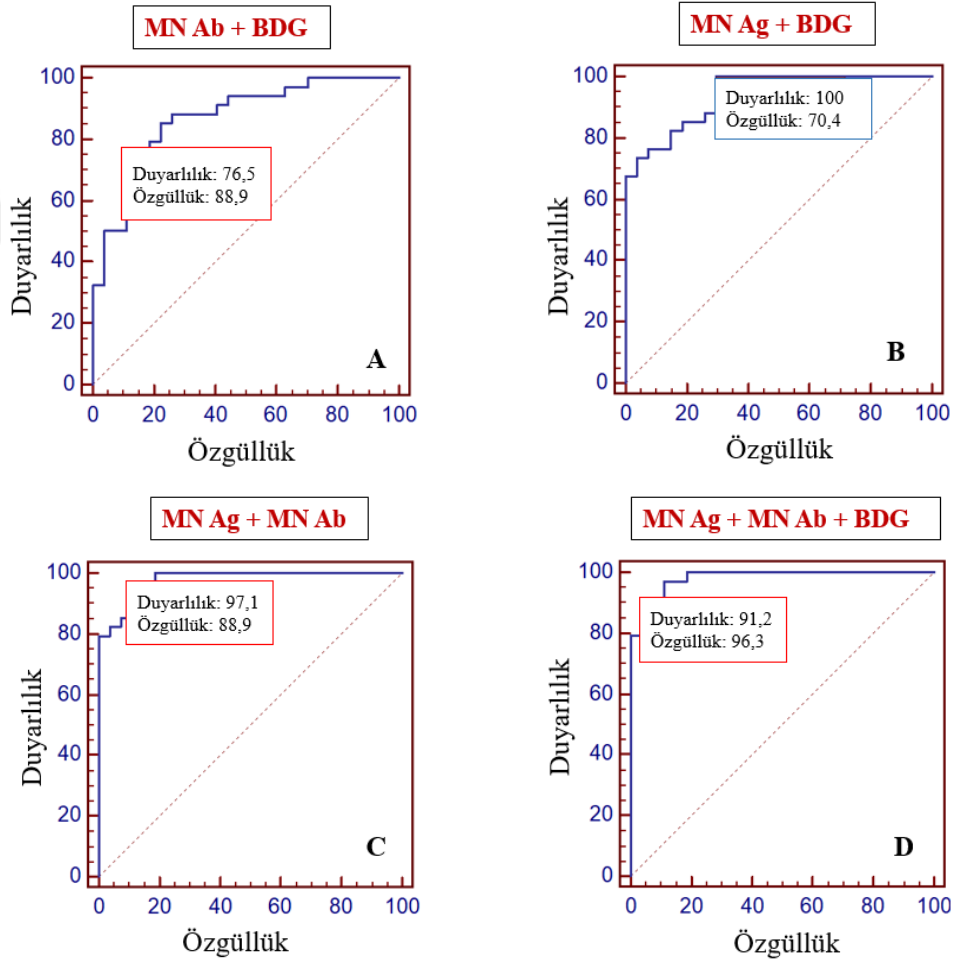 MN Ab + BDG
100
80
60
40
20
0
Duyarlılık
Duyarlılık: 76,5
Özgüllük: 88,9
A
0 20 40 60 80 100
Özgüllük
MN Ag + BDG
100
80
60
40
20
0
Duyarlılık
Duyarlılık: 100
Özgüllük: 70,4
B
0 20 40 60 80 100
Özgüllük
MN Ag + MN Ab
100
80
60
40
20
0
Duyarlılık
Duyarlılık: 97,1
Özgüllük: 88,9
C
0 20 40 60 80 100
Özgüllük
MN Ag + MN Ab + BDG
100
80
60
40
20
0
Duyarlılık
Duyarlılık: 91,2
Özgüllük: 96,3
D
0 20 40 60 80 100
Özgüllük